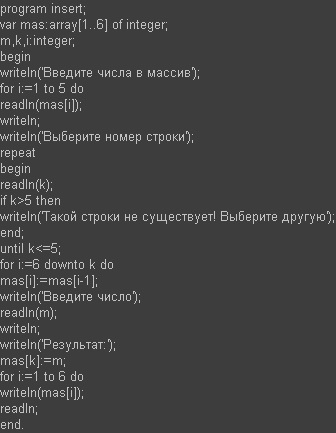 program insert;
var mas:array[1..6] of integer;
m,k,i:integer;
begin
writeln('Введите числа в массив');
for i:=1 to 5 do
readln(mas[i]);
writeln;
writeln('Выберите номер строки');
repeat
begin
readln(k);
if k>5 then
writeln('Такой строки не существует! Выберите другую');
end;
until k<=5;
for i:=6 downto k do
mas[i]:=mas[i-1];
writeln('Введите число');
readln(m);
writeln;
writeln('Результат:');
mas[k]:=m;
for i:=1 to 6 do
writeln(mas[i]);
readln;
end.